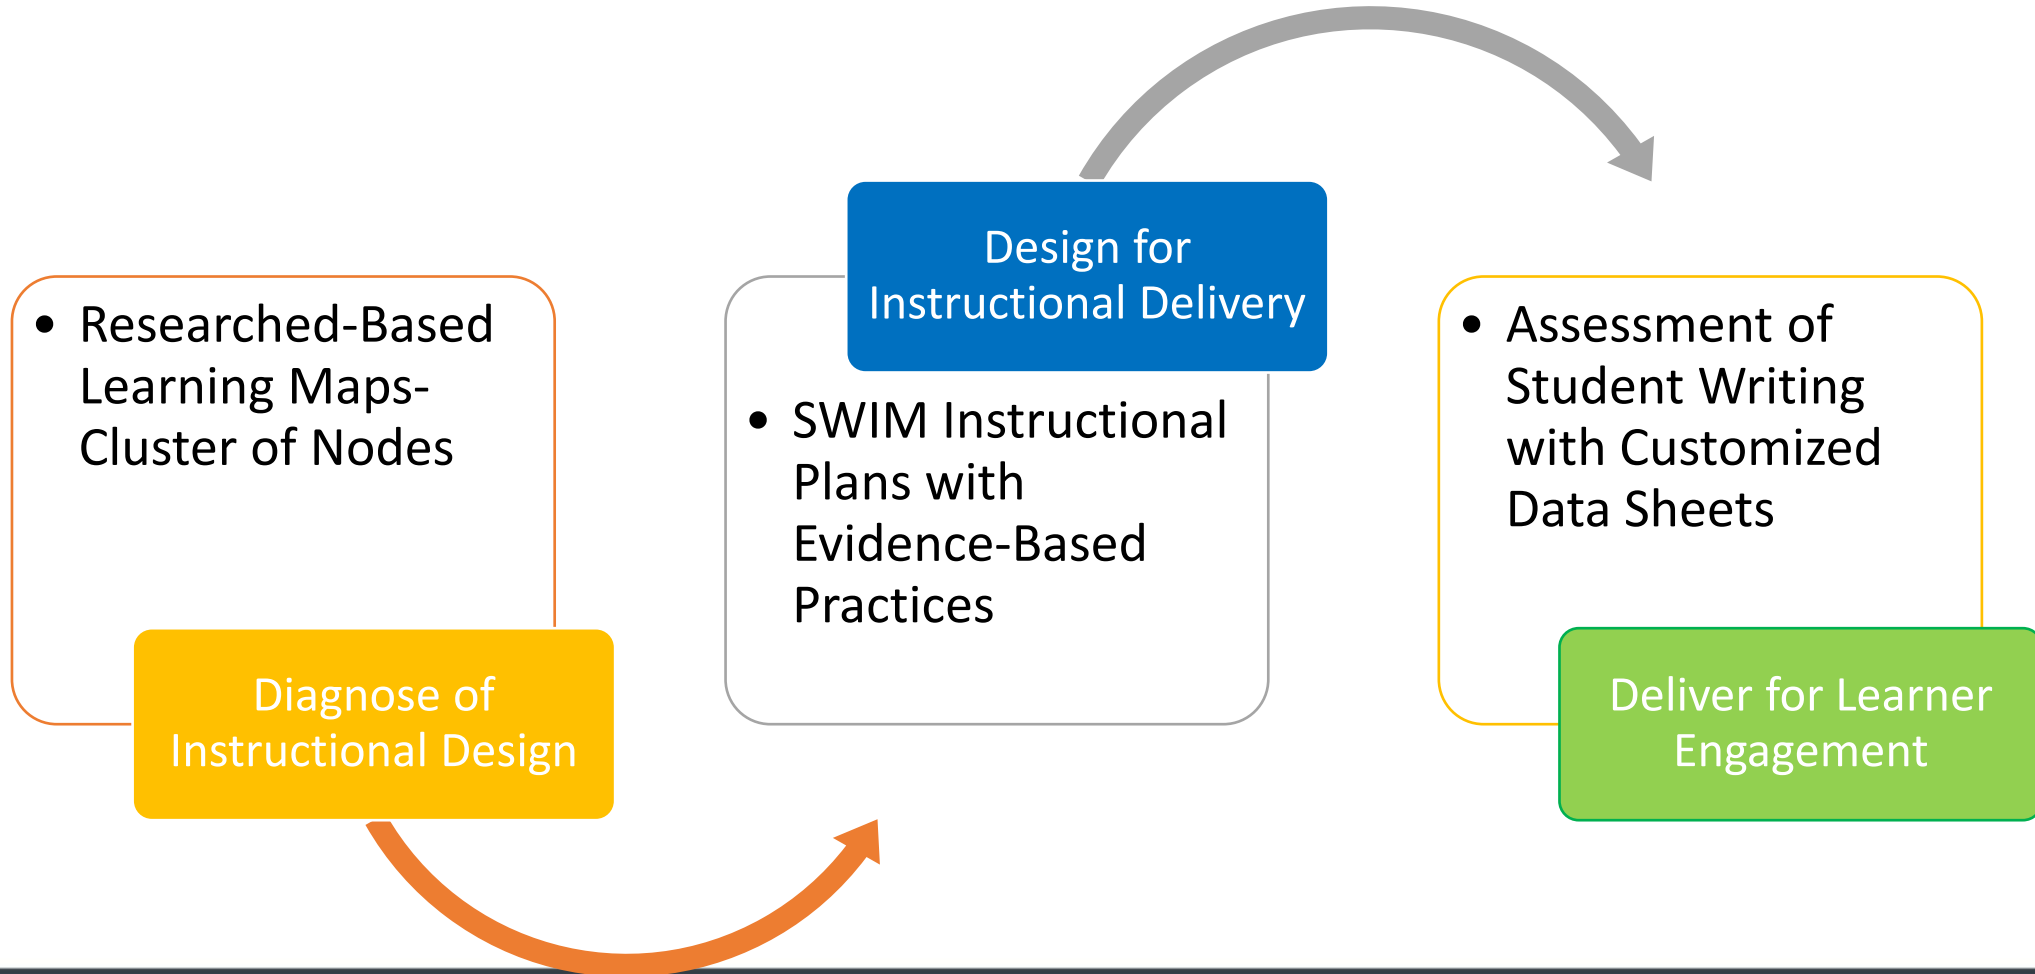 • Researched-Based
Learning Maps-
Cluster of Nodes
Diagnose of
Instructional Design
Design for
Instructional Delivery
• SWIM Instructional
Plans with
Evidence-Based
Practices
• Assessment of
Student Writing
with Customized
Data Sheets
Deliver for Learner
Engagement